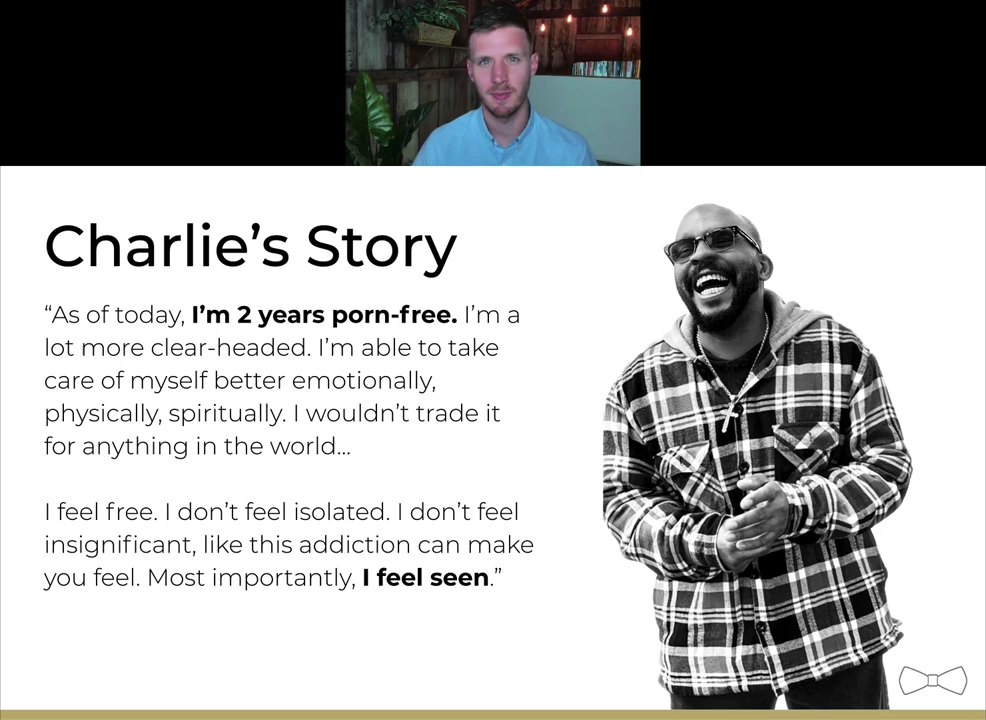 Charlie’s Story
“As of today, I’m 2 years porn-free. I’m a
lot more clear-headed. I’m able to take
care of myself better emotionally,
physically, spiritually. I wouldn’t trade it
for anything in the world...
I feel free. I don’t feel isolated. I don’t feel
insignificant, like this addiction can make
you feel. Most importantly, I feel seen.”